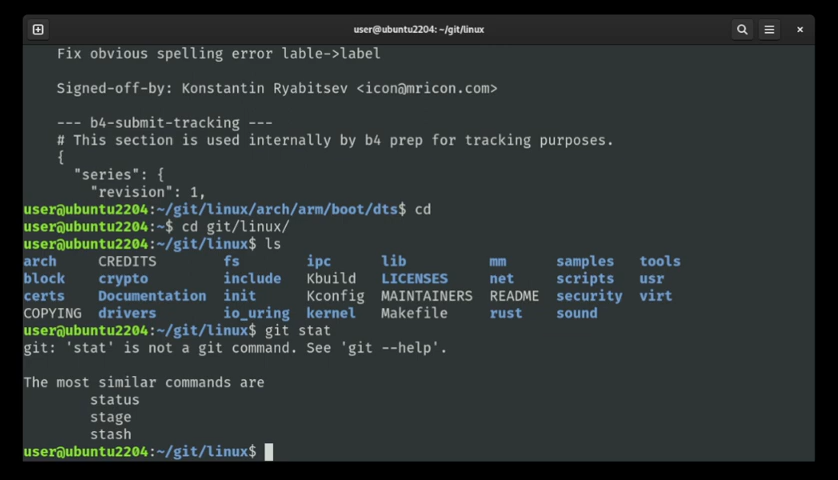 user@ubuntu2204: ~/git/linux
Fix obvious spelling error lable->label
Signed-off-by: Konstantin Ryabitsev <icon@mricon.com>
--- b4-submit-tracking ---
# This section is used internally by b4 prep for tracking purposes.
{
"series": {
"revision": 1,
user@ubuntu2204:~/git/linux/arch/arm/boot/dts$ cd
user@ubuntu2204:~$ cd git/linux/
user@ubuntu2204:~/git/linux$ ls
arch CREDITS fs ipc lib mm samples tools
block crypto include Kbuild LICENSES net scripts usr
certs Documentation init Kconfig MAINTAINERS README security virt
COPYING drivers io_uring kernel Makefile rust sound
user@ubuntu2204:~/git/linux$ git stat
git: 'stat' is not a git command. See 'git --help'.
The most similar commands are
status
stage
stash
user@ubuntu2204:~/git/linux$